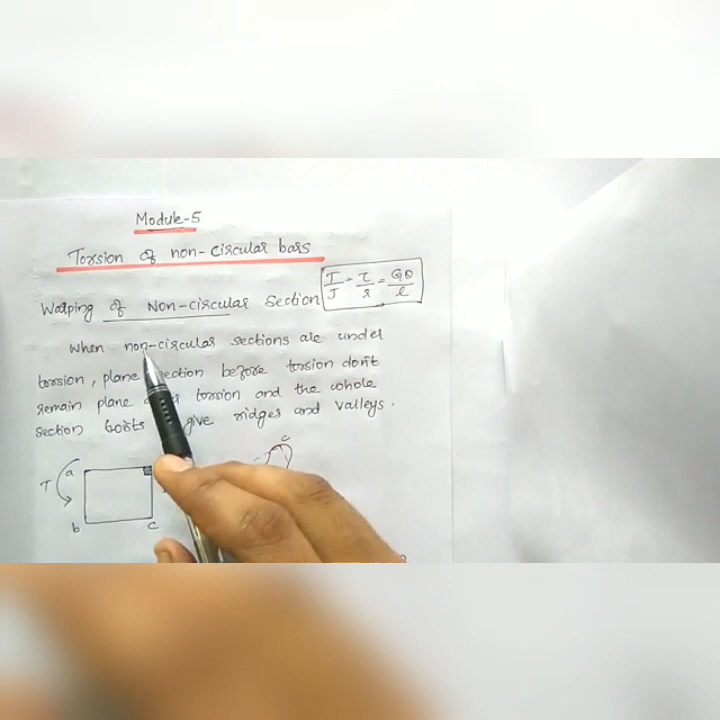 Module-5
Torsion of non-circular bars
Warping of Non-circular Section
T/J = τ/r = Gθ/l
When non-circular sections are under
torsion, plane section before torsion don't
remain plane torsion and the whole
section twists give ridges and valleys.
T a
b c
c